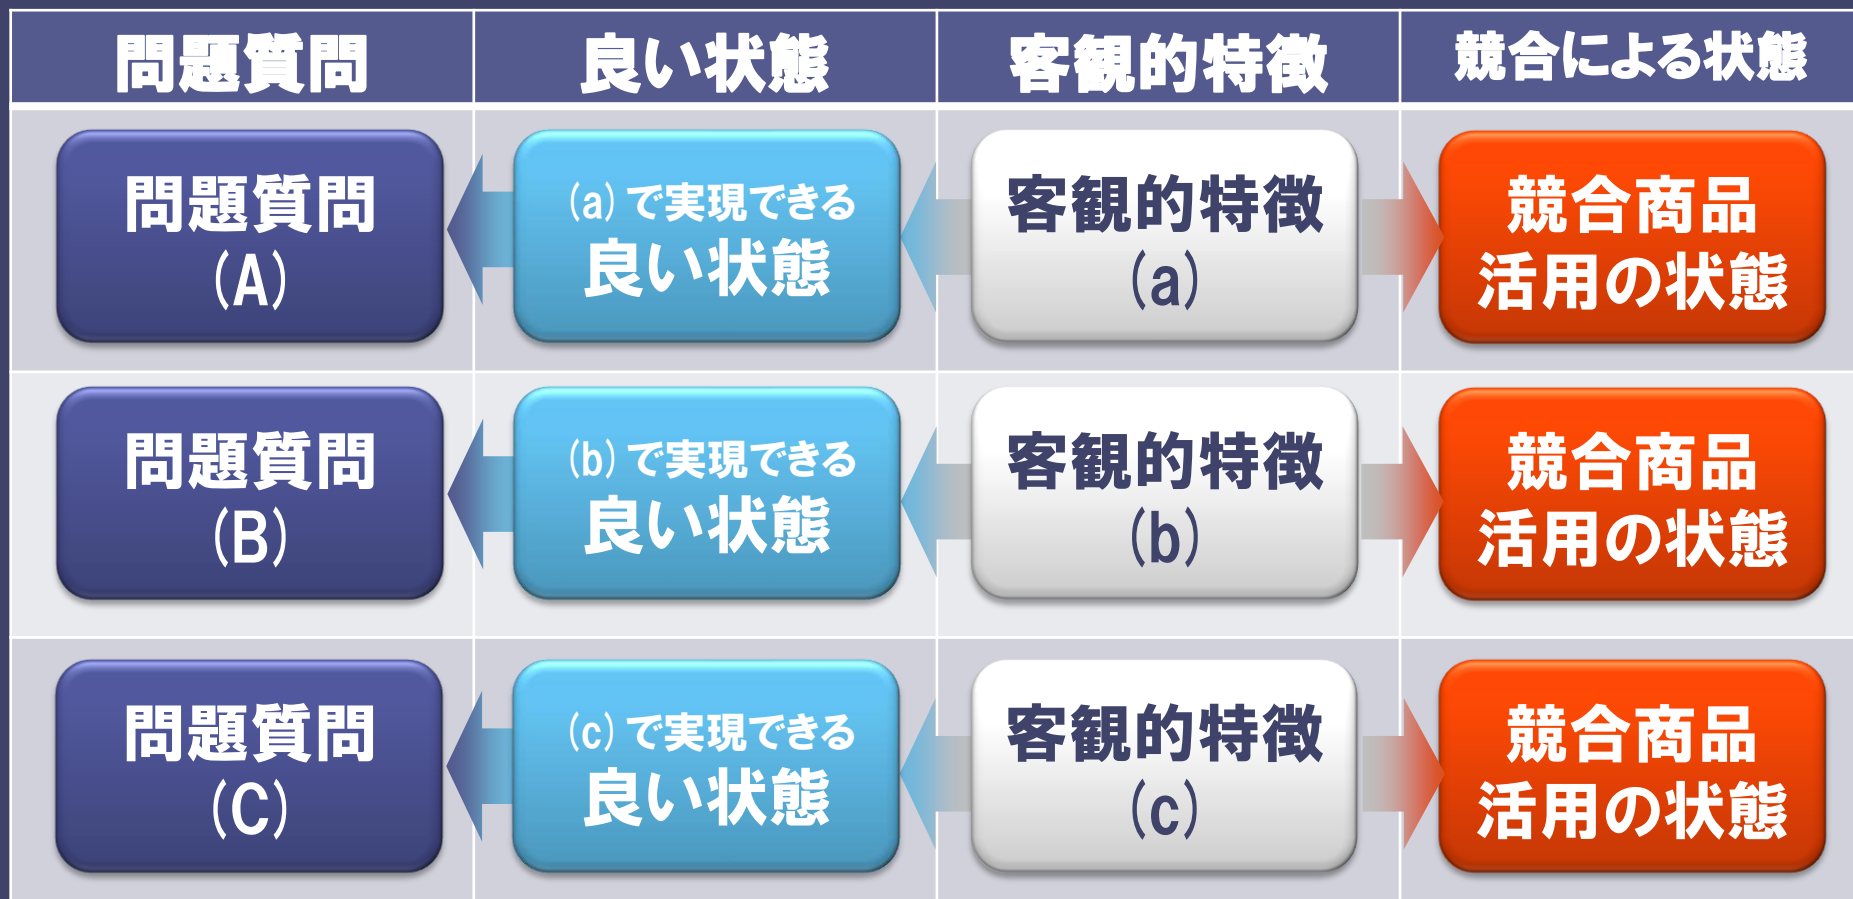 問題質問
良い状態
客観的特徴
競合による状態
問題質問
(A)
(a)で実現できる
良い状態
客観的特徴
(a)
競合商品
活用の状態
問題質問
(B)
(b)で実現できる
良い状態
客観的特徴
(b)
競合商品
活用の状態
問題質問
(C)
(c)で実現できる
良い状態
客観的特徴
(c)
競合商品
活用の状態